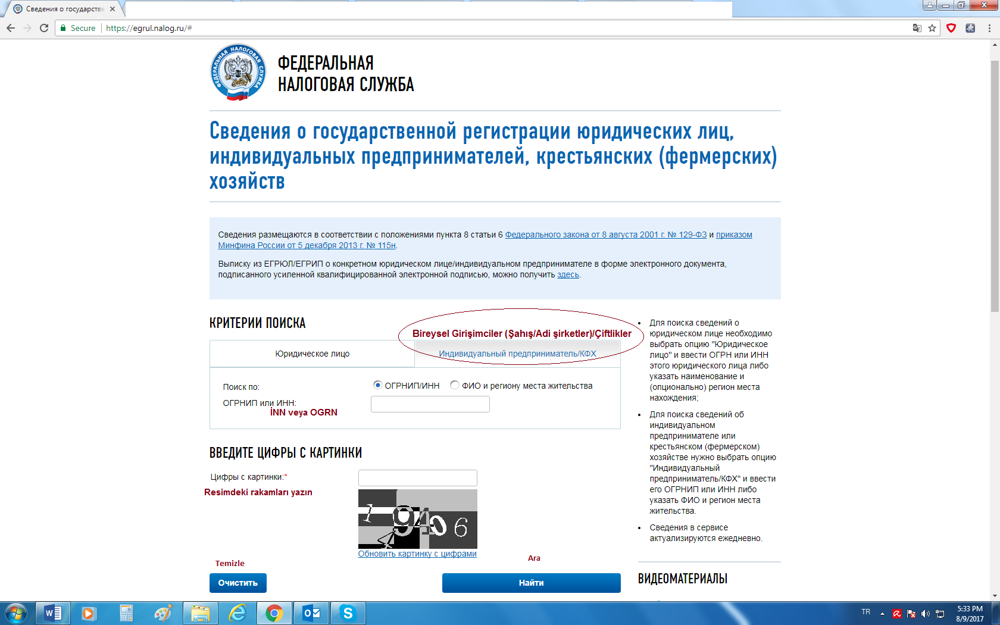 Сведения о государстве
Secure
https://egrul.nalog.ru/#
ФЕДЕРАЛЬНАЯ НАЛОГОВАЯ СЛУЖБА
ФЕДЕРАЛЬНАЯ
НАЛОГОВАЯ СЛУЖБА
Сведения о государственной регистрации юридических лиц,
индивидуальных предпринимателей, крестьянских (фермерских)
хозяйств
Сведения размещаются в соответствии с положениями пункта 8 статьи 6 Федерального закона от 8 августа 2001 г. № 129-ФЗ и приказом
Минфина России от 5 декабря 2013 г. № 115н.
Выписку из ЕГРЮЛ/ЕГРИП о конкретном юридическом лице/индивидуальном предпринимателе в форме электронного документа,
подписанного усиленной квалифицированной электронной подписью, можно получить здесь.
КРИТЕРИИ ПОИСКА
Bireysel Girişimciler (Şahış/Adi şirketler)/Çiftlikler
Юридическое лицо
Индивидуальный предприниматель/КФХ
Поиск по:
ОГРНИП/ИНН
ФИО и региону места жительства
ОГРНИП или ИНН:
İNN veya OGRN
ВВЕДИТЕ ЦИФРЫ С КАРТИНКИ
Цифры с картинки:*
Resimdeki rakamları yazın
Обновить картинку с цифрами
Temizle
Ara
Очистить
Найти
Для поиска сведений о
юридическом лице необходимо
выбрать опцию "Юридическое
лицо" и ввести ОГРН или ИНН
этого юридического лица либо
указать наименование и
(опционально) регион места
нахождения;
Для поиска сведений об
индивидуальном
предпринимателе или
крестьянском (фермерском)
хозяйстве нужно выбрать опцию
"Индивидуальный
предприниматель/КФХ" и ввести
его ОГРНИП или ИНН либо
указать ФИО и регион места
жительства.
Сведения в сервисе
актуализируются ежедневно.
ВИДЕОМАТЕРИАЛЫ
TR
5:33 PM
8/9/2017